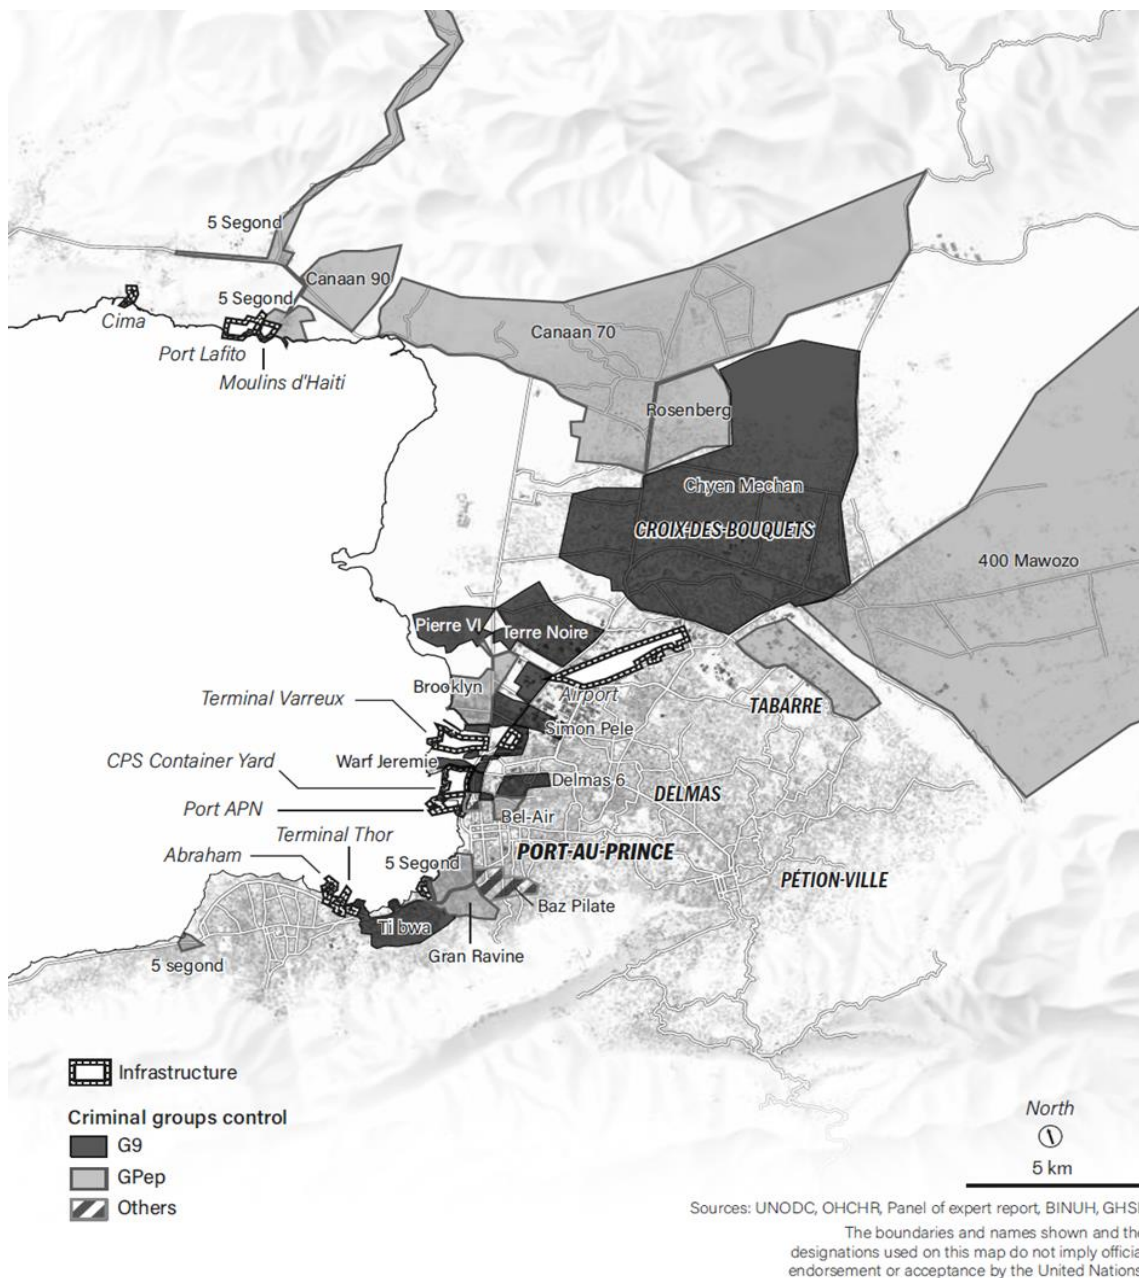 5 Segond
Canaan 90
5 Segond
Cima
Port Lafito
Moulins d'Haiti
Canaan 70
Rosenberg
Chyen Mechan
CROIX-DES-BOUQUETS
400 Mawozo
Pierre VI
Terre Noire
Brooklyn
Airport
Terminal Varreux
TABARRE
Simon Pele
Warf Jeremie
CPS Container Yard
Delmas 6
DELMAS
Port APN
Bel-Air
Terminal Thor
PORT-AU-PRINCE
Abraham
5 Segond
PÉTION-VILLE
Baz Pilate
Ti bwa
Gran Ravine
5 segond
Infrastructure
Criminal groups control
G9
GPep
Others
North
5 km
Sources: UNODC, OHCHR, Panel of expert report, BINUH, GHSI
The boundaries and names shown and the
designations used on this map do not imply official
endorsement or acceptance by the United Nations